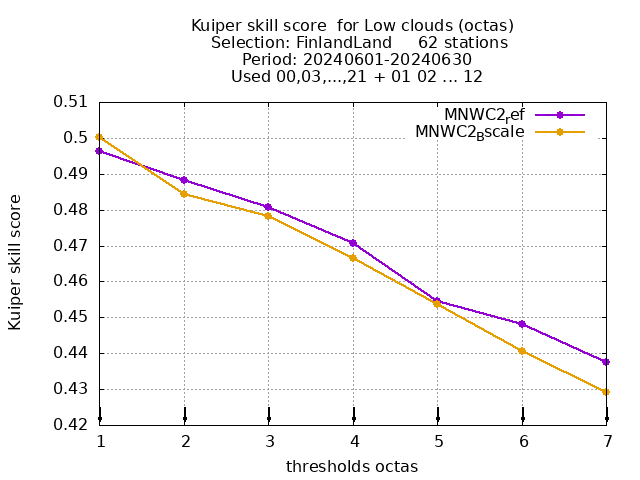 Kuiper skill score  for Low clouds (octas)
Selection: FinlandLand     62 stations
Period: 20240601-20240630
Used 00,03,...,21 + 01 02 ... 12
MNWC2ref
MNWC2Bscale
0.51
0.5
0.49
0.48
0.47
0.46
0.45
0.44
0.43
0.42
Kuiper skill score
1 2 3 4 5 6 7
thresholds octas